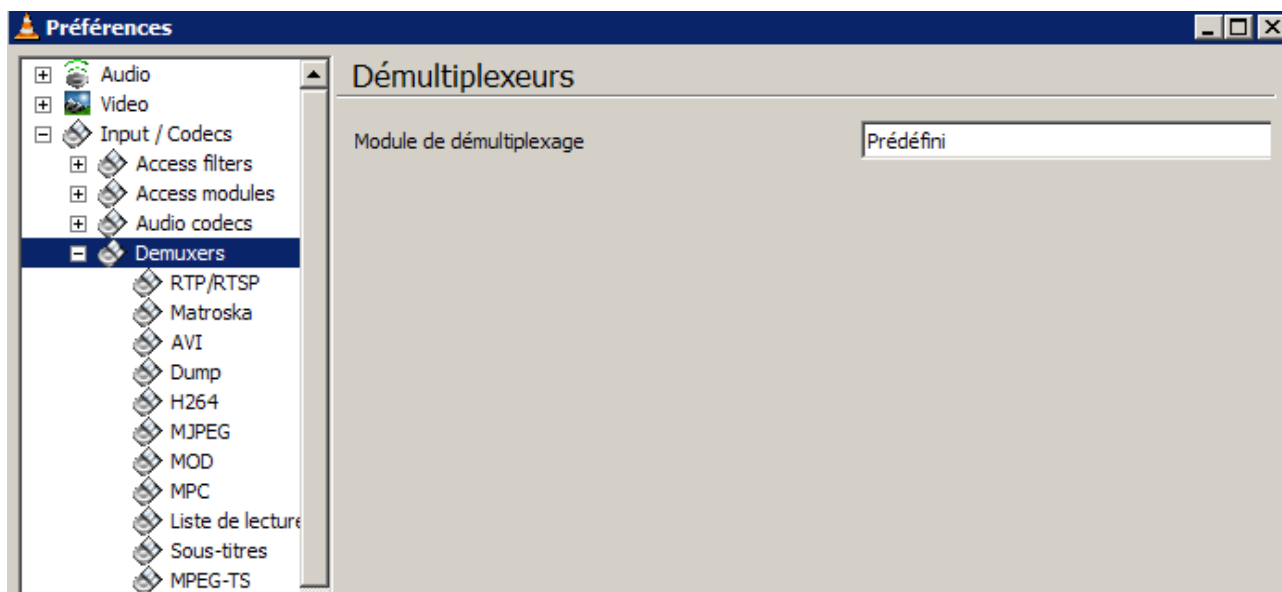 Préférences
Audio
Video
Input / Codecs
Access filters
Access modules
Audio codecs
Demuxers
RTP/RTSP
Matroska
AVI
Dump
H264
MJPEG
MOD
MPC
Liste de lecture
Sous-titres
MPEG-TS
Démultiplexeurs
Module de démultiplexage
Prédéfini